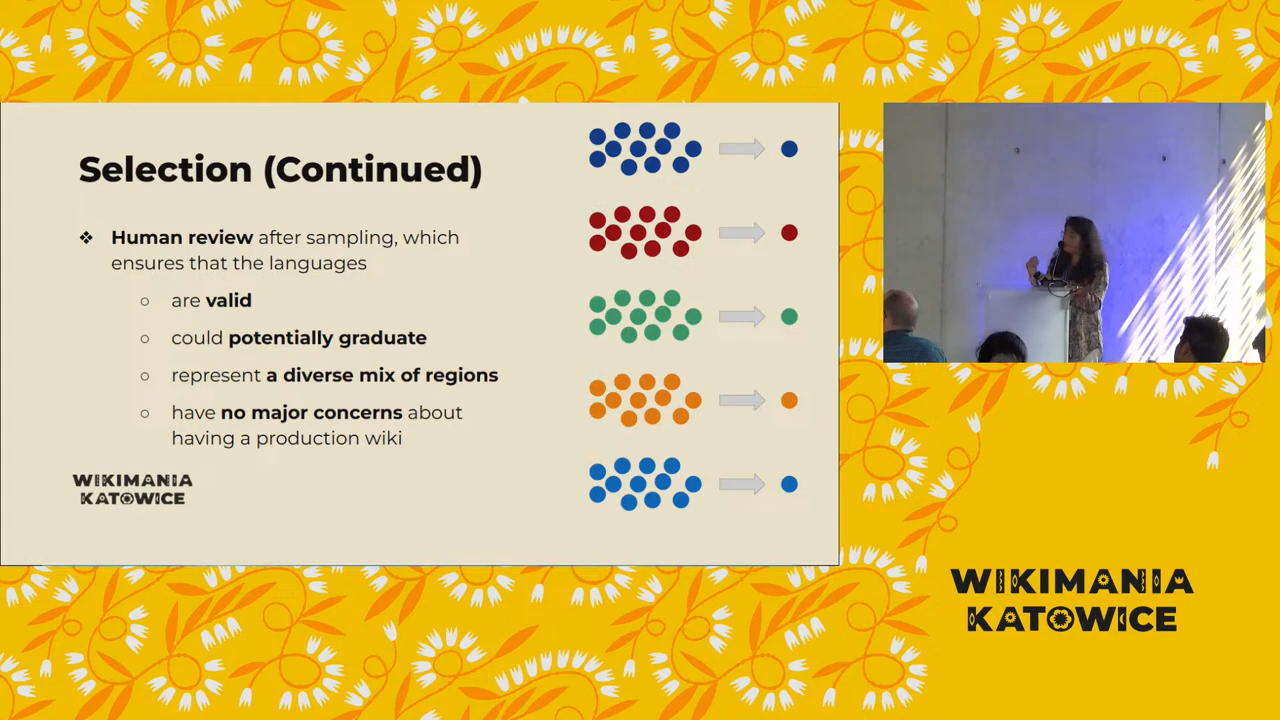 Selection (Continued)
❖ Human review after sampling, which
ensures that the languages
○ are valid
○ could potentially graduate
○ represent a diverse mix of regions
○ have no major concerns about
having a production wiki
WIKIMANIA
KATOWICE
WIKIMANIA
KATOWICE